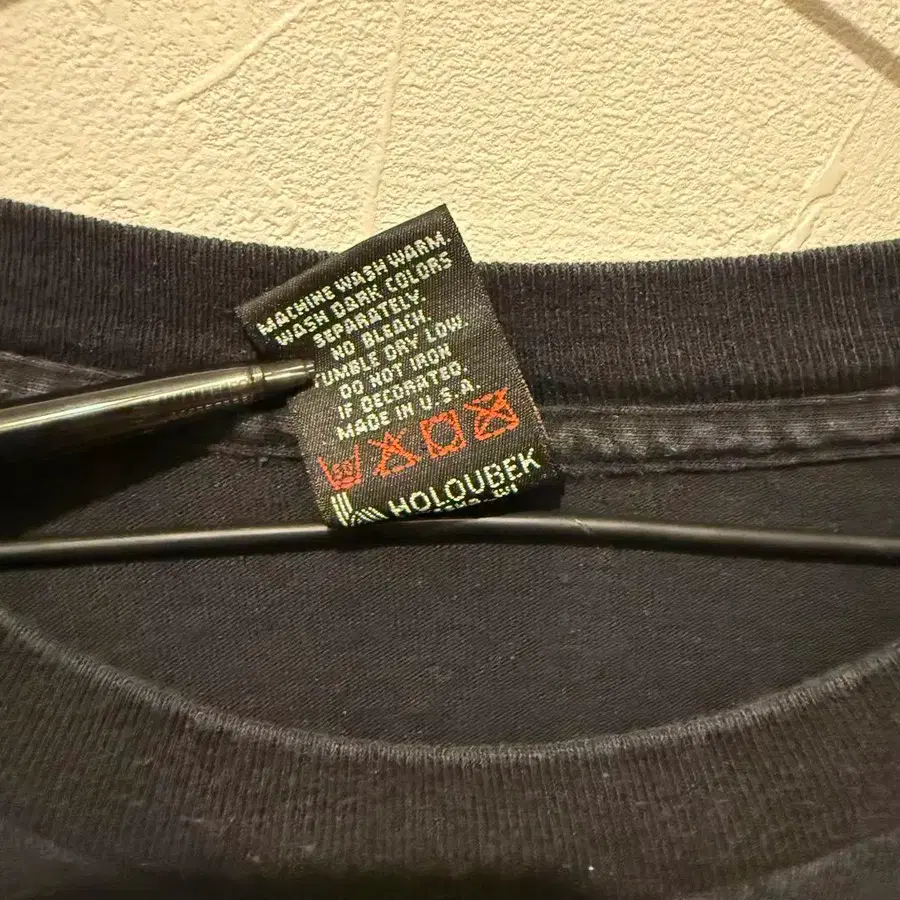 MACHINE WASH WARM.
WASH DARK COLORS
SEPARATELY.
NO BLEACH
TUMBLE DRY LOW.
DO NOT IRON
IF DECORATED.
MADE IN U.S.A.
HOLOUBEK